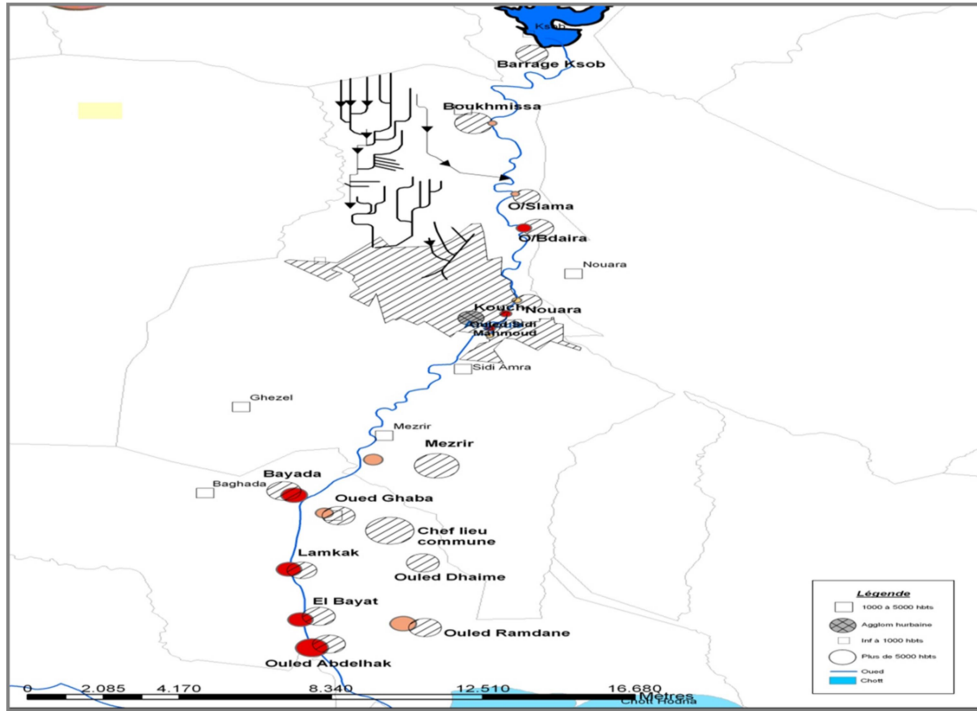 Ksob
Barrage Ksob
Boukhmissa
O/Slama
O/Bdaira
Nouara
Kouch
Nouara
Ouled Sidi
Mahmoud
Sidi Amra
Ghezel
Mezrir
Mezrir
Bayada
Baghada
Oued Ghaba
Chef lieu
commune
Lamkak
Ouled Dhaime
El Bayat
Ouled Ramdane
Ouled Abdelhak
Légende
1000 à 5000 hbts
Agglom hurbaine
Inf à 1000 hbts
Plus de 5000 hbts
Oued
Chott
0 2.085 4.170 8.340 12.510 16.680
Mètres
Chott Hodna